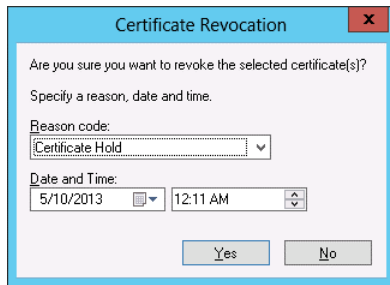 Certificate Revocation
x
Are you sure you want to revoke the selected certificate(s)?
Specify a reason, date and time.
Reason code:
Certificate Hold
Date and Time:
5/10/2013 12:11 AM
Yes No